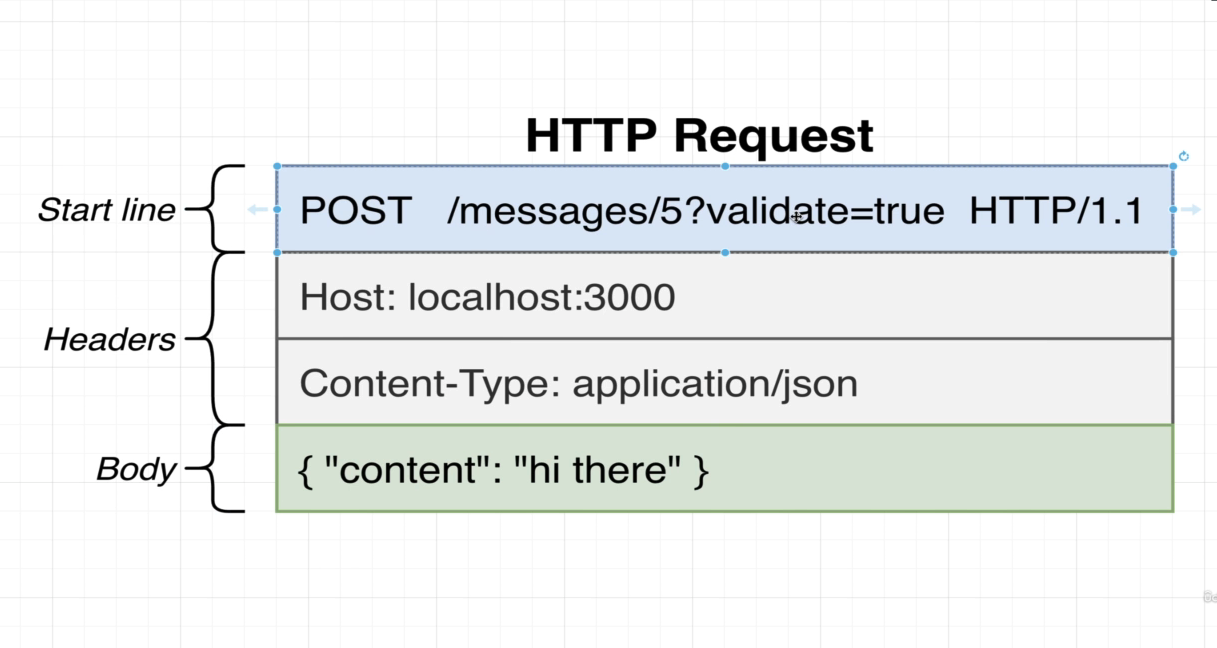 HTTP Request
Start line
POST /messages/5?validate=true HTTP/1.1
Host: localhost:3000
Headers
Content-Type: application/json
Body
{ "content": "hi there" }